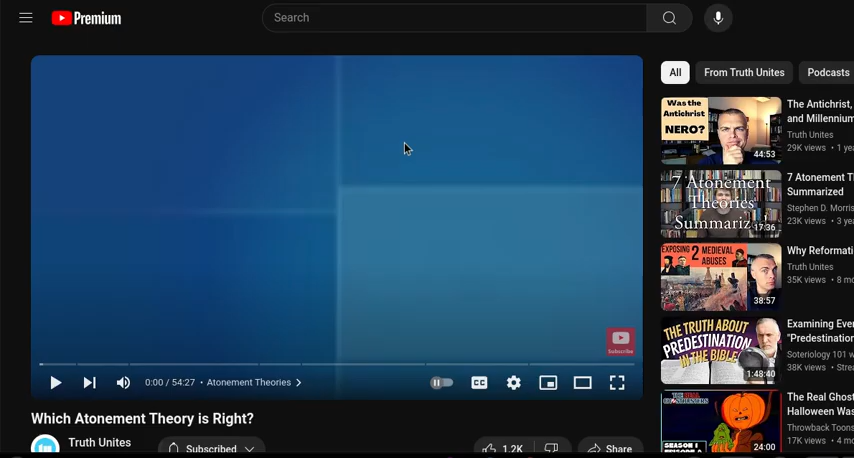 Premium
Search
Subscribe
0:00 / 54:27 • Atonement Theories
CC
Which Atonement Theory is Right?
Truth Unites
Subscribed
1.2K
Share
All
From Truth Unites
Podcasts
Was the
Antichrist
NERO?
44:53
The Antichrist,
and Millennium
Truth Unites
29K views • 1 yea
7 Atonement
Theories
Summariz
17:36
7 Atonement T
Summarized
Stephen D. Morris
23K views • 3 yea
EXPOSING 2 MEDIEVAL
ABUSES
38:57
Why Reformati
Truth Unites
35K views • 8 mo
THE TRUTH ABOUT
PREDESTINATION
IN THE BIBLE
1:48:40
Examining Ever
"Predestination
Soteriology 101 w
38K views • Strea
SEASON 1
24:00
The Real Ghost
Halloween Was
Throwback Toons
17K views • 4 mo